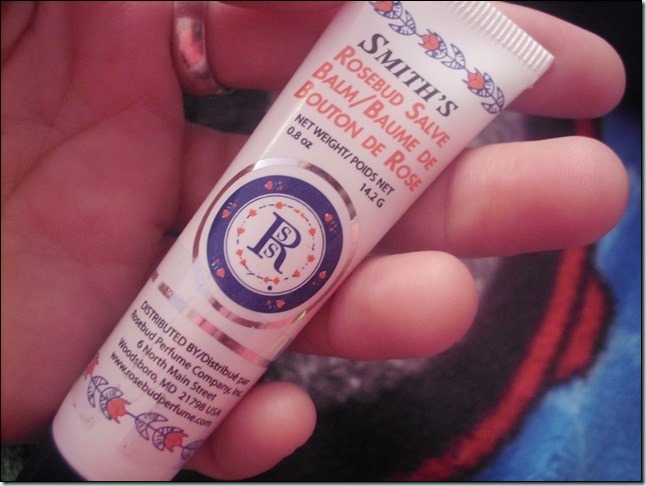 SMITH'S
ROSEBUD SALVE
BALM/BAUME DE
BOUTON DE ROSE
NET WEIGHT/POIDS NET
0.8 oz 14.2 G
R
S
S
DISTRIBUTED BY/Distribué par
Rosebud Perfume Company, Inc.
6 North Main Street
Woodsboro, MD 21798 USA
www.rosebudperfume.com